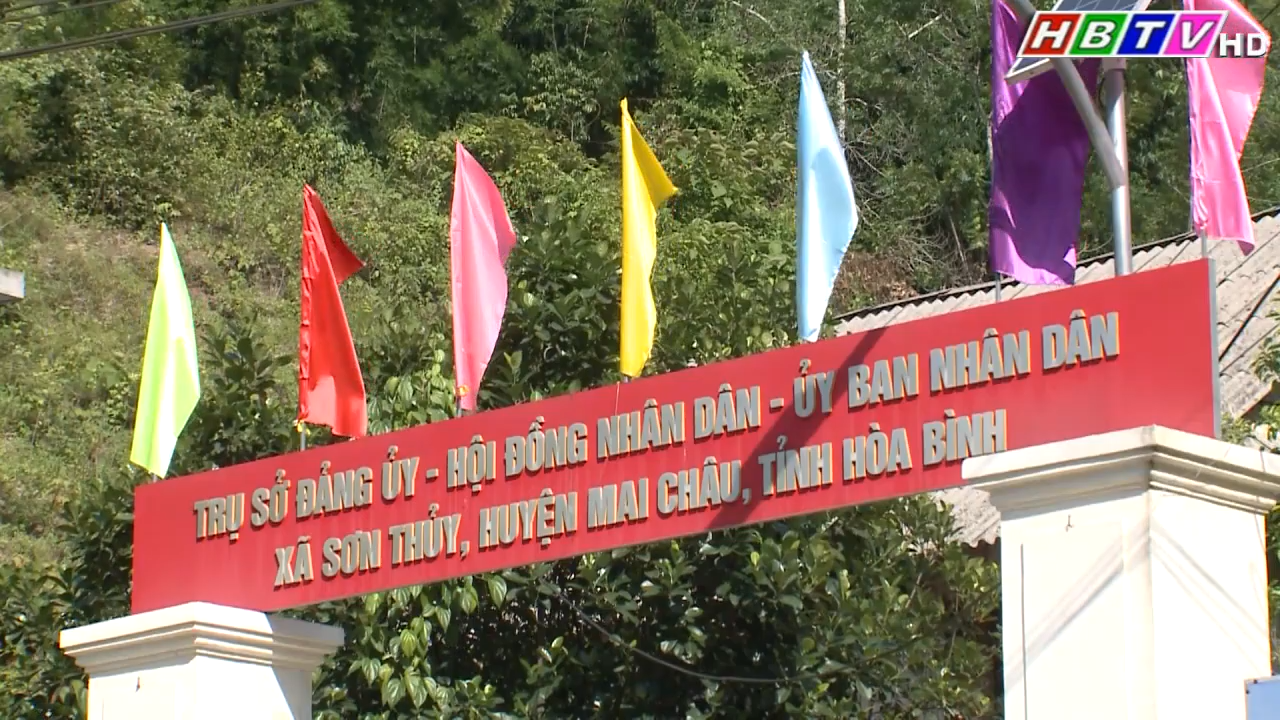 HBTV HD
TRỤ SỞ ĐẢNG ỦY - HỘI ĐỒNG NHÂN DÂN - ỦY BAN NHÂN DÂN
XÃ SƠN THỦY, HUYỆN MAI CHÂU, TỈNH HÒA BÌNH